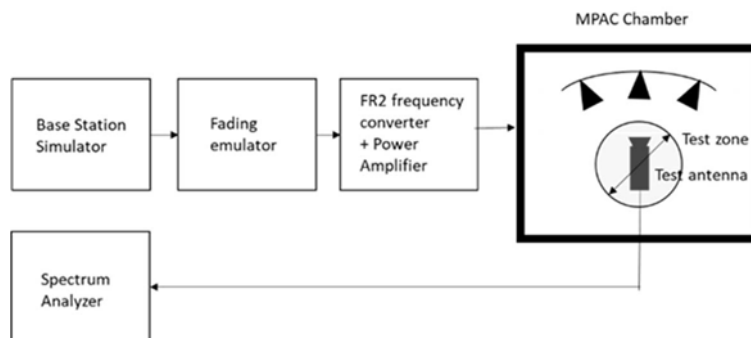 MPAC Chamber
Base Station
Simulator
Fading
emulator
FR2 frequency
converter
+ Power
Amplifier
Test zone
Test antenna
Spectrum
Analyzer